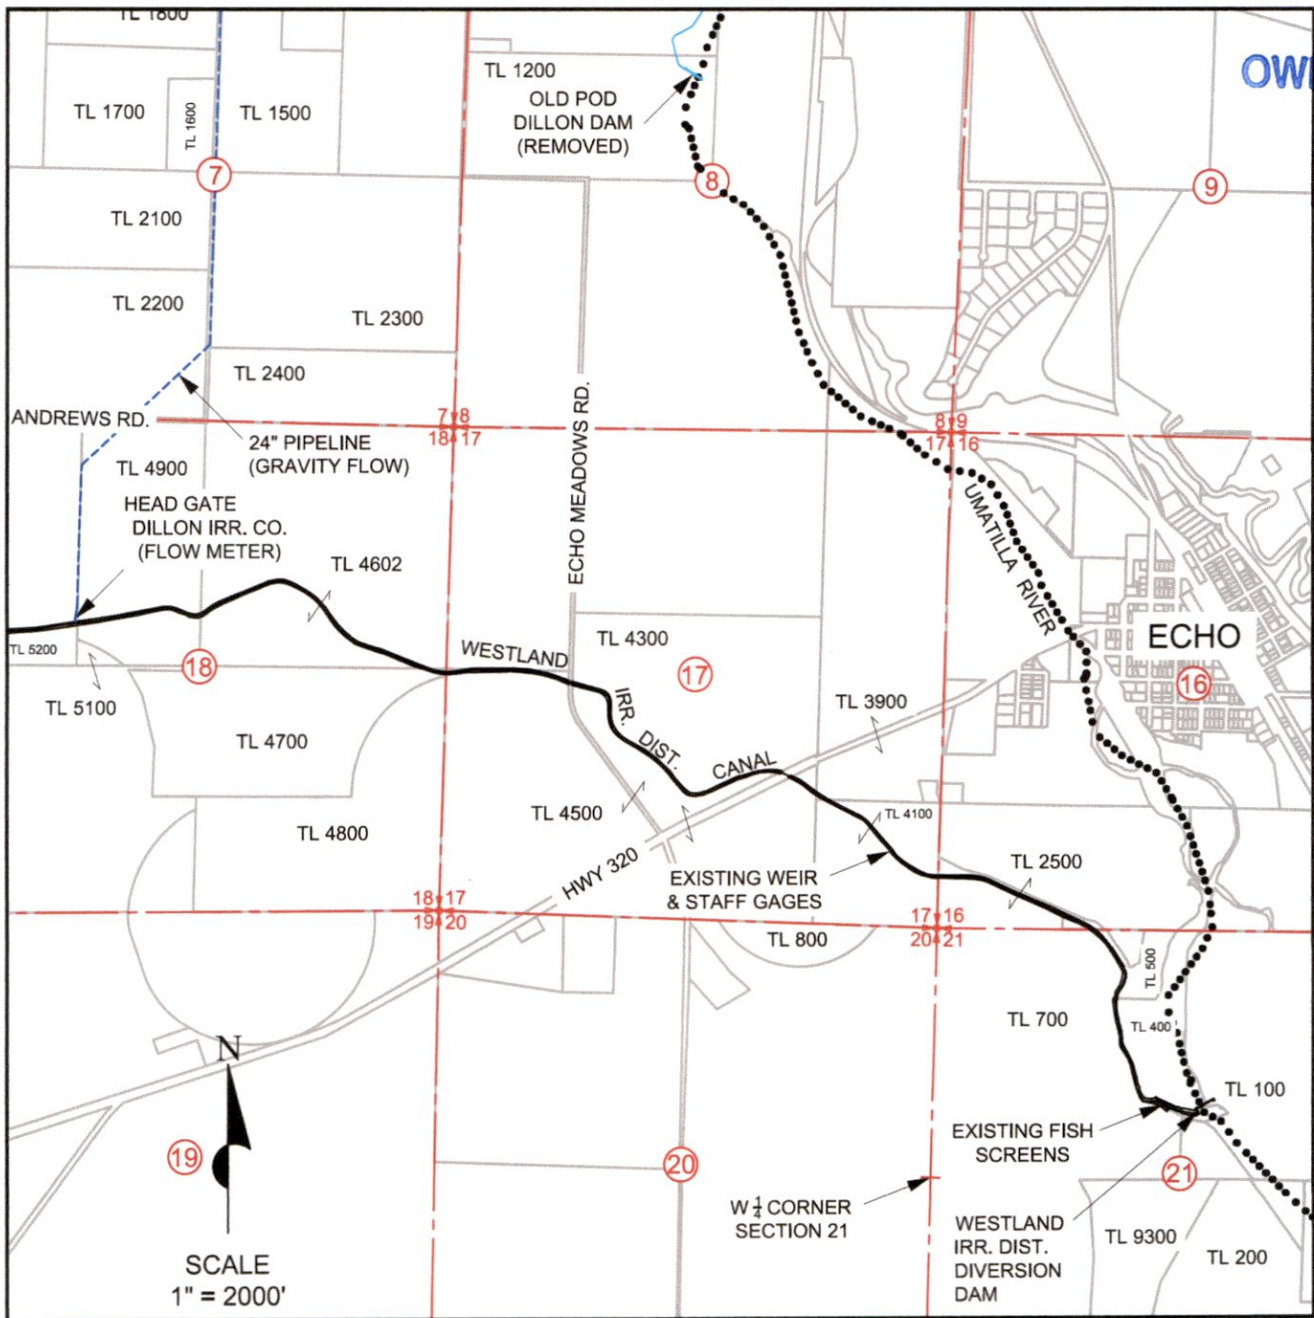 TL 1800
TL 1700
TL 1600
TL 1500
TL 1200
OLD POD
DILLON DAM
(REMOVED)
7
8
9
TL 2100
TL 2200
TL 2300
TL 2400
ANDREWS RD.
24" PIPELINE
(GRAVITY FLOW)
7 8
18 17
8 9
17 16
ECHO MEADOWS RD.
UMATILLA RIVER
TL 4900
HEAD GATE
DILLON IRR. CO.
(FLOW METER)
TL 4602
TL 5200
18
TL 5100
WESTLAND
IRR.
DIST.
CANAL
TL 4300
17
ECHO
16
TL 3900
TL 4700
TL 4800
TL 4500
TL 4100
HWY 320
EXISTING WEIR
& STAFF GAGES
TL 2500
18 17
19 20
17 16
20 21
TL 800
TL 500
TL 700
TL 400
TL 100
N
EXISTING FISH
SCREENS
19
20
21
W 1/4 CORNER
SECTION 21
WESTLAND
IRR. DIST.
DIVERSION
DAM
TL 9300
TL 200
SCALE
1" = 2000'